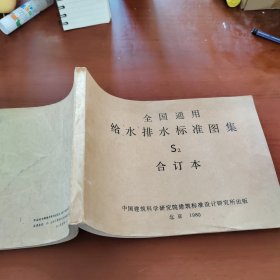 全国通用
给水排水标准图集
S₂
合订本
中国建筑科学研究院建筑标准设计研究所出版
北京 1980